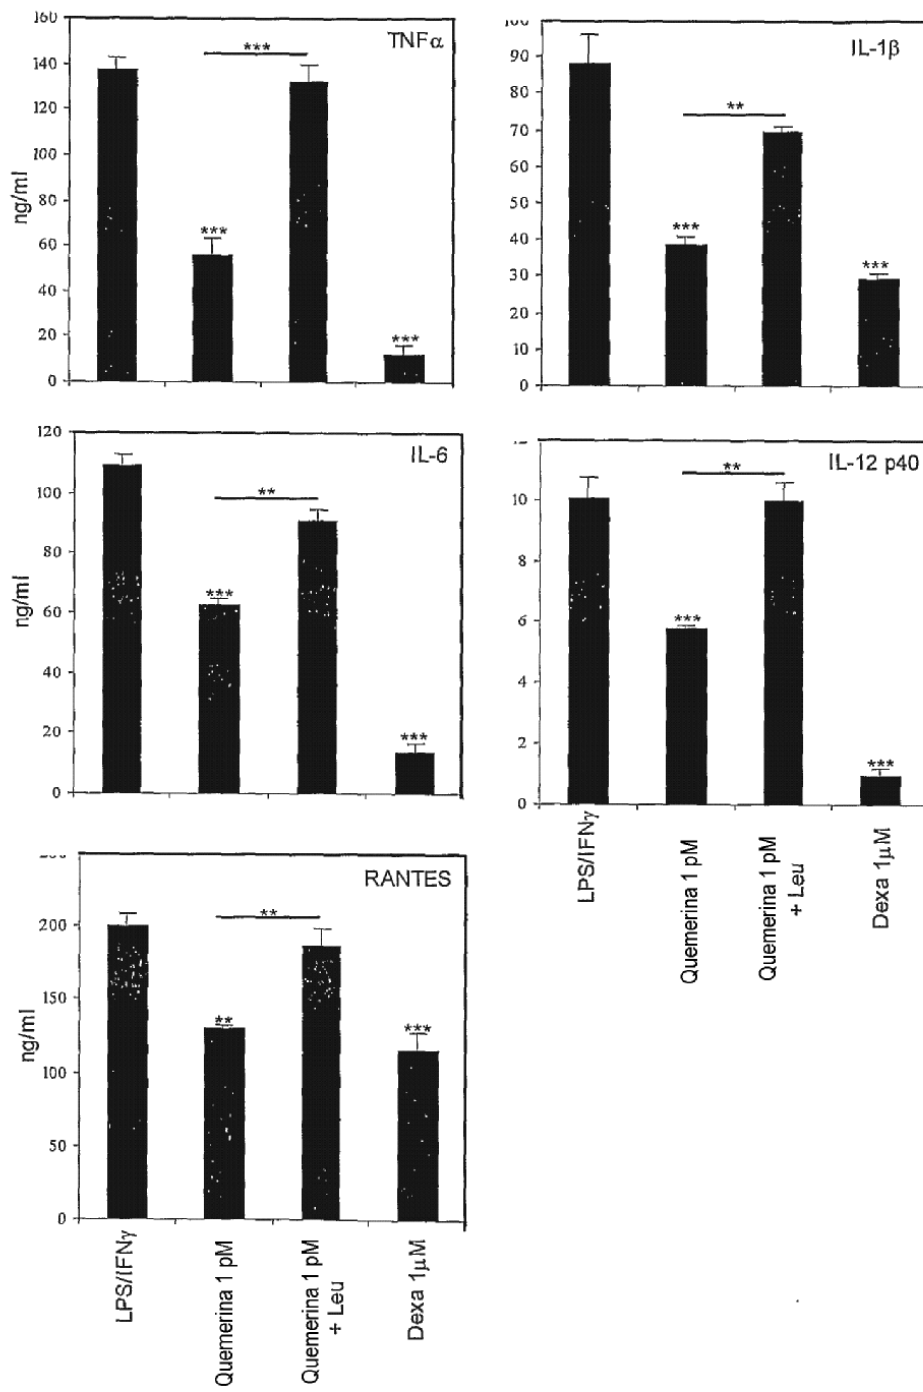 TNFα
160
140
120
100
80
60
40
20
0
ng/ml
***
***
***
IL-1β
100
90
80
70
60
50
40
30
20
10
0
**
***
***
IL-6
120
100
80
60
40
20
0
ng/ml
**
***
***
IL-12 p40
10
8
6
4
2
0
**
***
***
LPS/IFNγ
Quemerina 1 pM
Quemerina 1 pM
+ Leu
Dexa 1μM
RANTES
200
150
100
50
0
ng/ml
**
**
***
LPS/IFNγ
Quemerina 1 pM
Quemerina 1 pM
+ Leu
Dexa 1μM